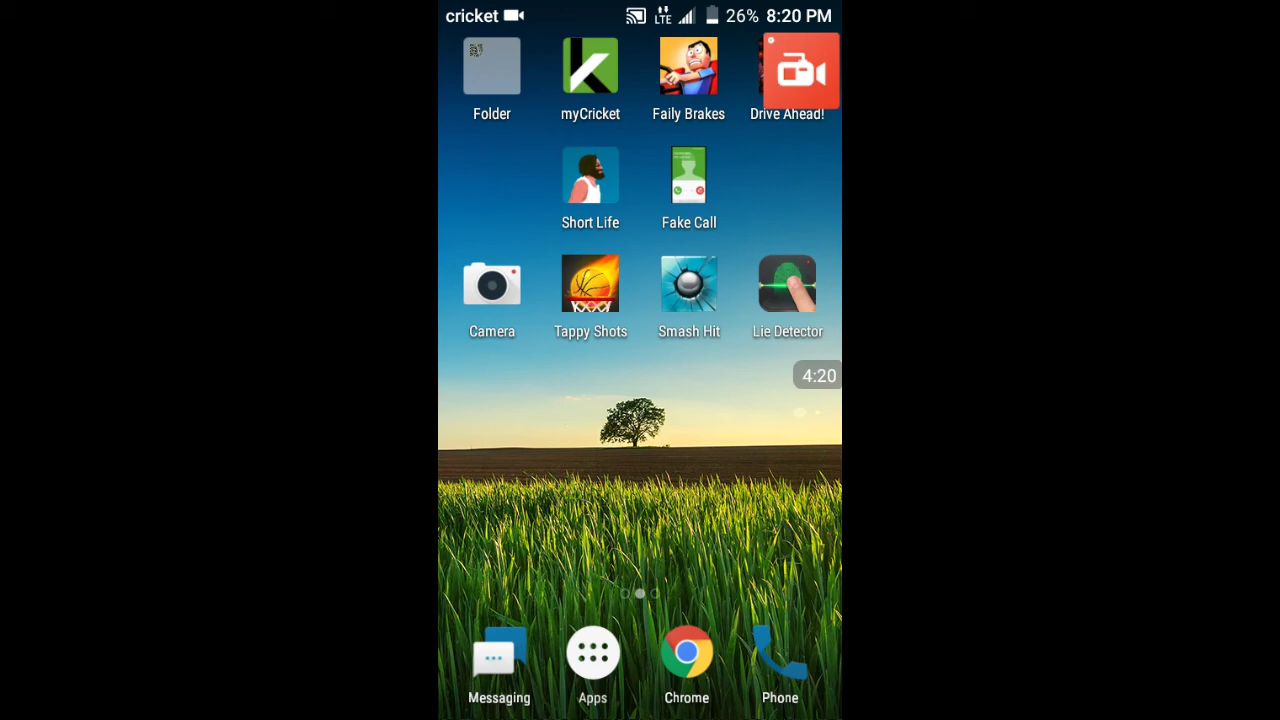 cricket LTE 26% 8:20 PM
Folder myCricket Faily Brakes Drive Ahead!
Short Life Fake Call
Camera Tappy Shots Smash Hit Lie Detector
4:20
Messaging Apps Chrome Phone